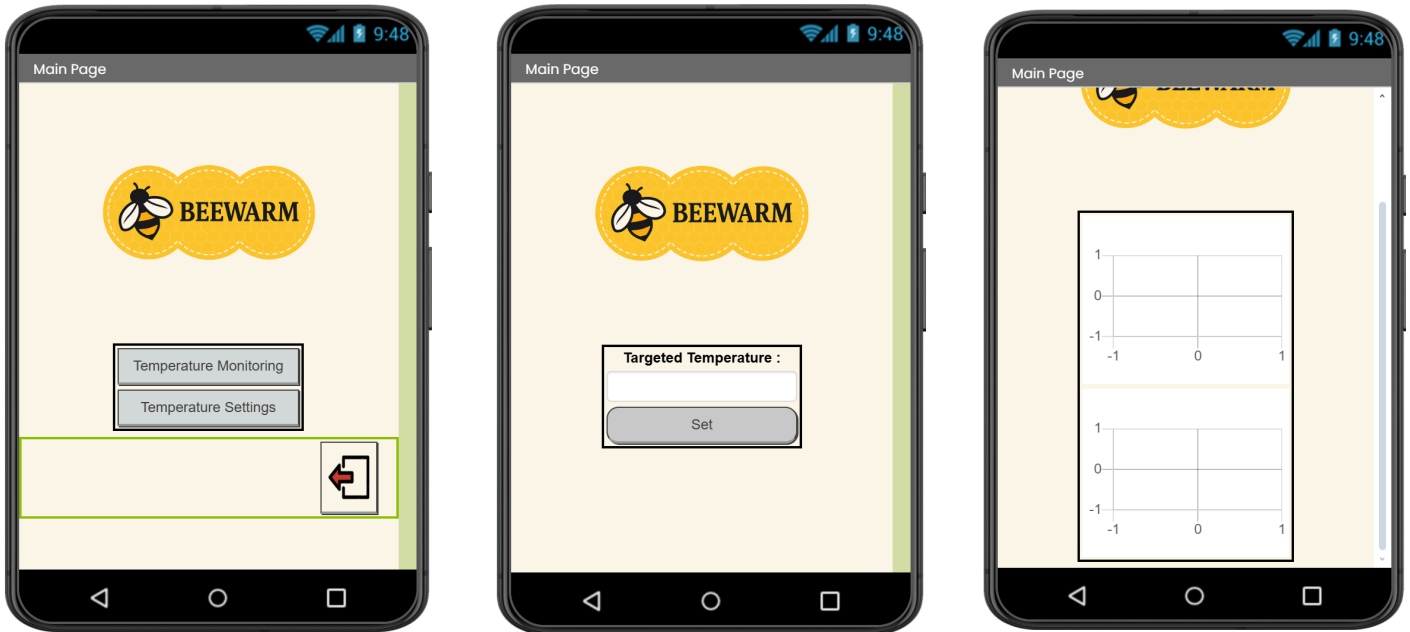 9:48
Main Page
BEEWARM
Temperature Monitoring
Temperature Settings
9:48
Main Page
BEEWARM
Targeted Temperature :
Set
9:48
Main Page
BEEWARM
1
0
-1
-1 0 1
1
0
-1
-1 0 1